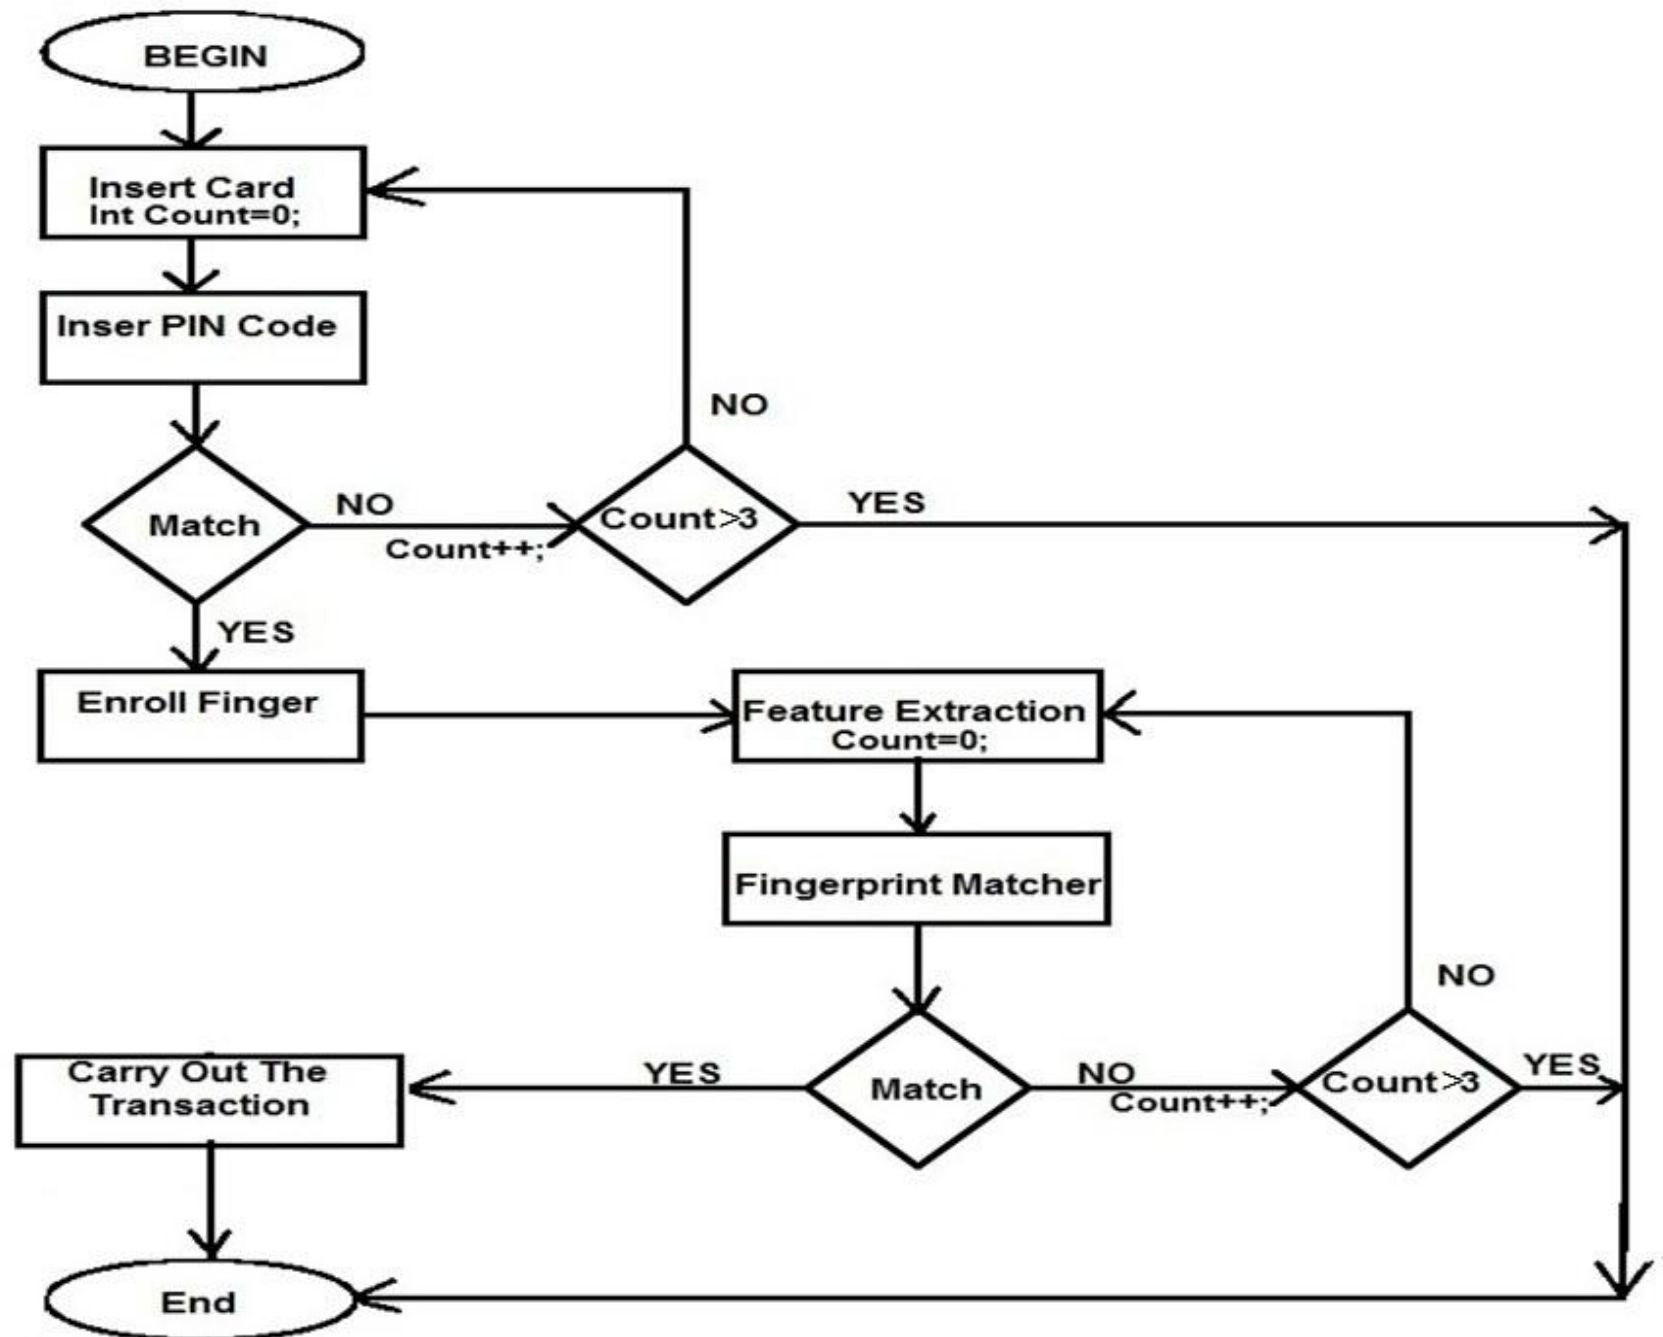 BEGIN
Insert Card
Int Count=0;
Inser PIN Code
NO
Match
NO
Count++;
Count>3
YES
YES
Enroll Finger
Feature Extraction
Count=0;
Fingerprint Matcher
NO
Carry Out The
Transaction
YES
Match
NO
Count++;
Count>3
YES
End